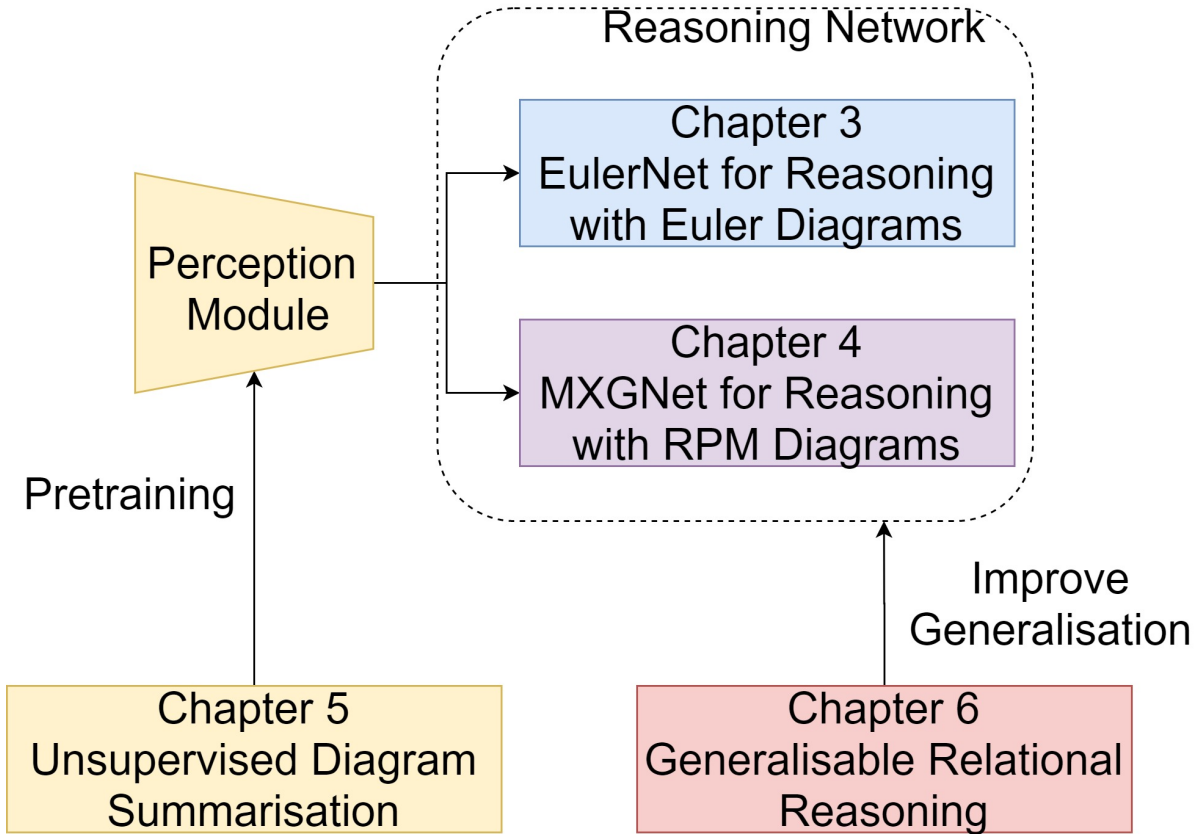 Reasoning Network
Chapter 3
EulerNet for Reasoning
with Euler Diagrams
Perception
Module
Chapter 4
MXGNet for Reasoning
with RPM Diagrams
Pretraining
Improve
Generalisation
Chapter 5
Unsupervised Diagram
Summarisation
Chapter 6
Generalisable Relational
Reasoning